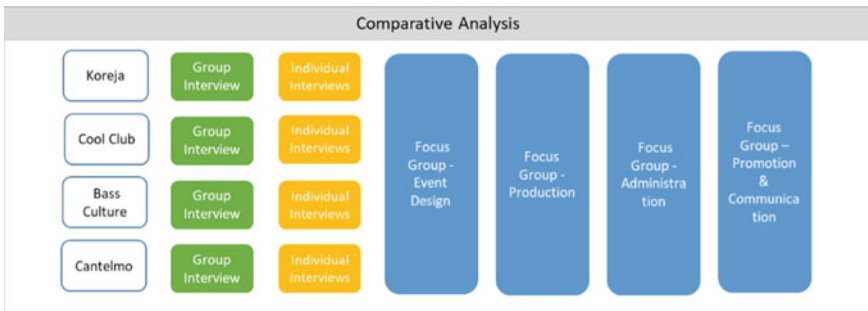 Comparative Analysis
Koreja
Group
Interview
Individual
Interviews
Cool Club
Group
Interview
Individual
Interviews
Bass
Culture
Group
Interview
Individual
Interviews
Cantelmo
Group
Interview
Individual
Interviews
Focus
Group -
Event
Design
Focus
Group -
Production
Focus
Group -
Administra
tion
Focus
Group –
Promotion
&
Communica
tion